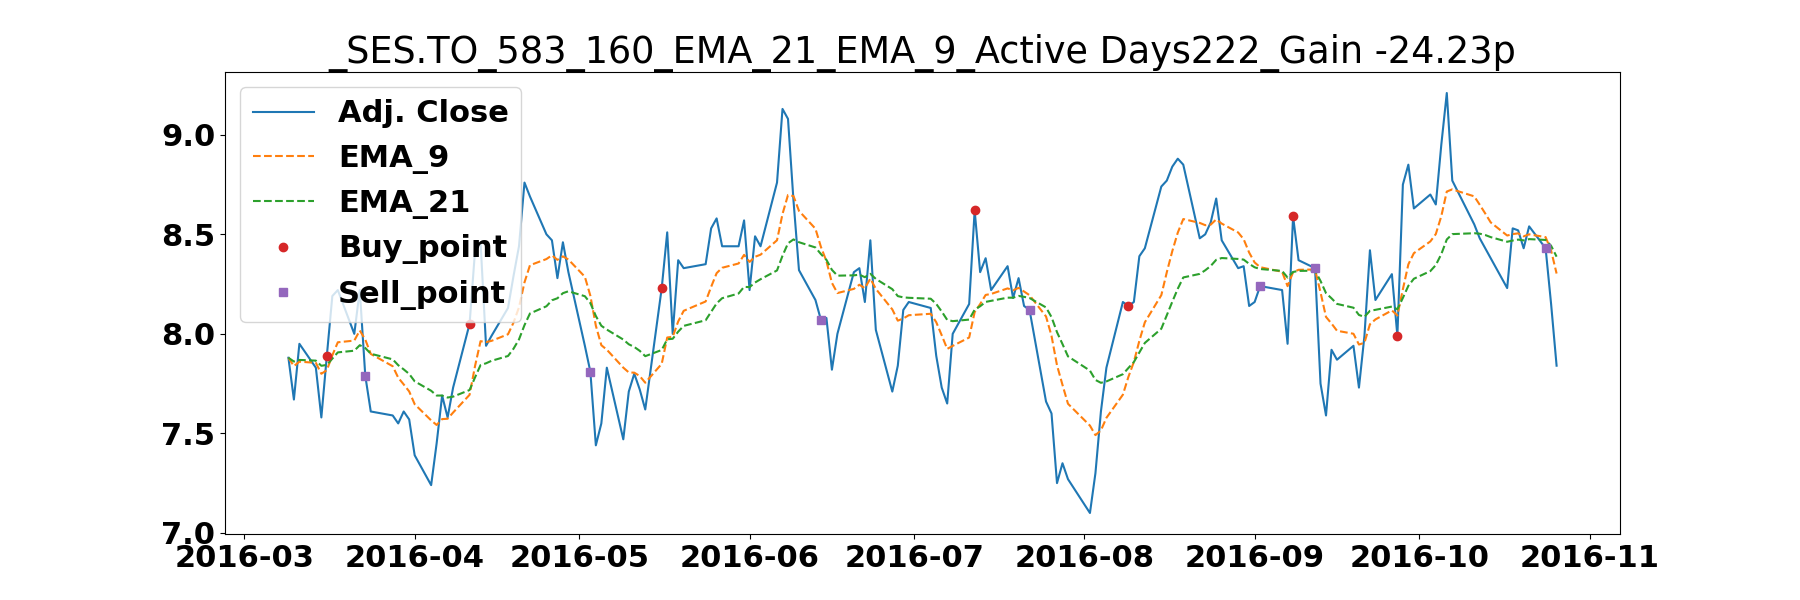 _SES.TO_583_160_EMA_21_EMA_9_Active Days222_Gain -24.23p
Adj. Close
EMA_9
EMA_21
Buy_point
Sell_point
9.0
8.5
8.0
7.5
7.0
2016-03 2016-04 2016-05 2016-06 2016-07 2016-08 2016-09 2016-10 2016-11